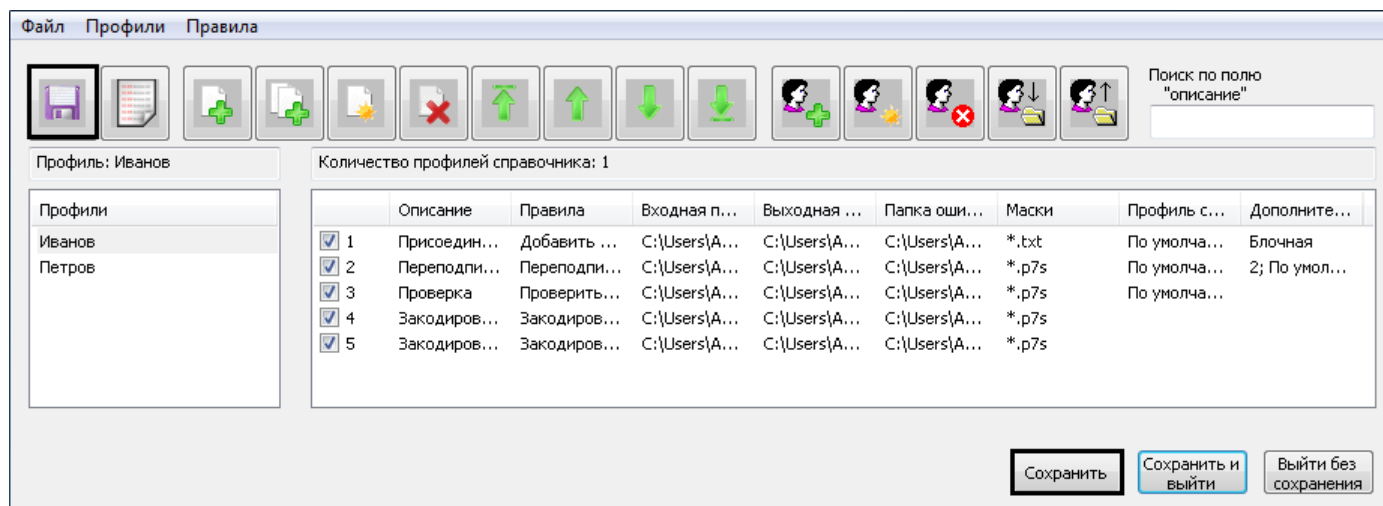 Файл Профили Правила
Поиск по полю
"описание"
Профиль: Иванов
Количество профилей справочника: 1
Профили
Иванов
Петров
Описание Правила Входная п... Выходная ... Папка оши... Маски Профиль с... Дополните...
1 Присоедин... Добавить ... C:\Users\A... C:\Users\A... C:\Users\A... *.txt По умолча... Блочная
2 Переподпи... Переподпи... C:\Users\A... C:\Users\A... C:\Users\A... *.p7s По умолча... 2; По умол...
3 Проверка Проверить... C:\Users\A... C:\Users\A... C:\Users\A... *.p7s По умолча...
4 Закодиров... Закодиров... C:\Users\A... C:\Users\A... C:\Users\A... *.p7s
5 Закодиров... Закодиров... C:\Users\A... C:\Users\A... C:\Users\A... *.p7s
Сохранить
Сохранить и
выйти
Выйти без
сохранения